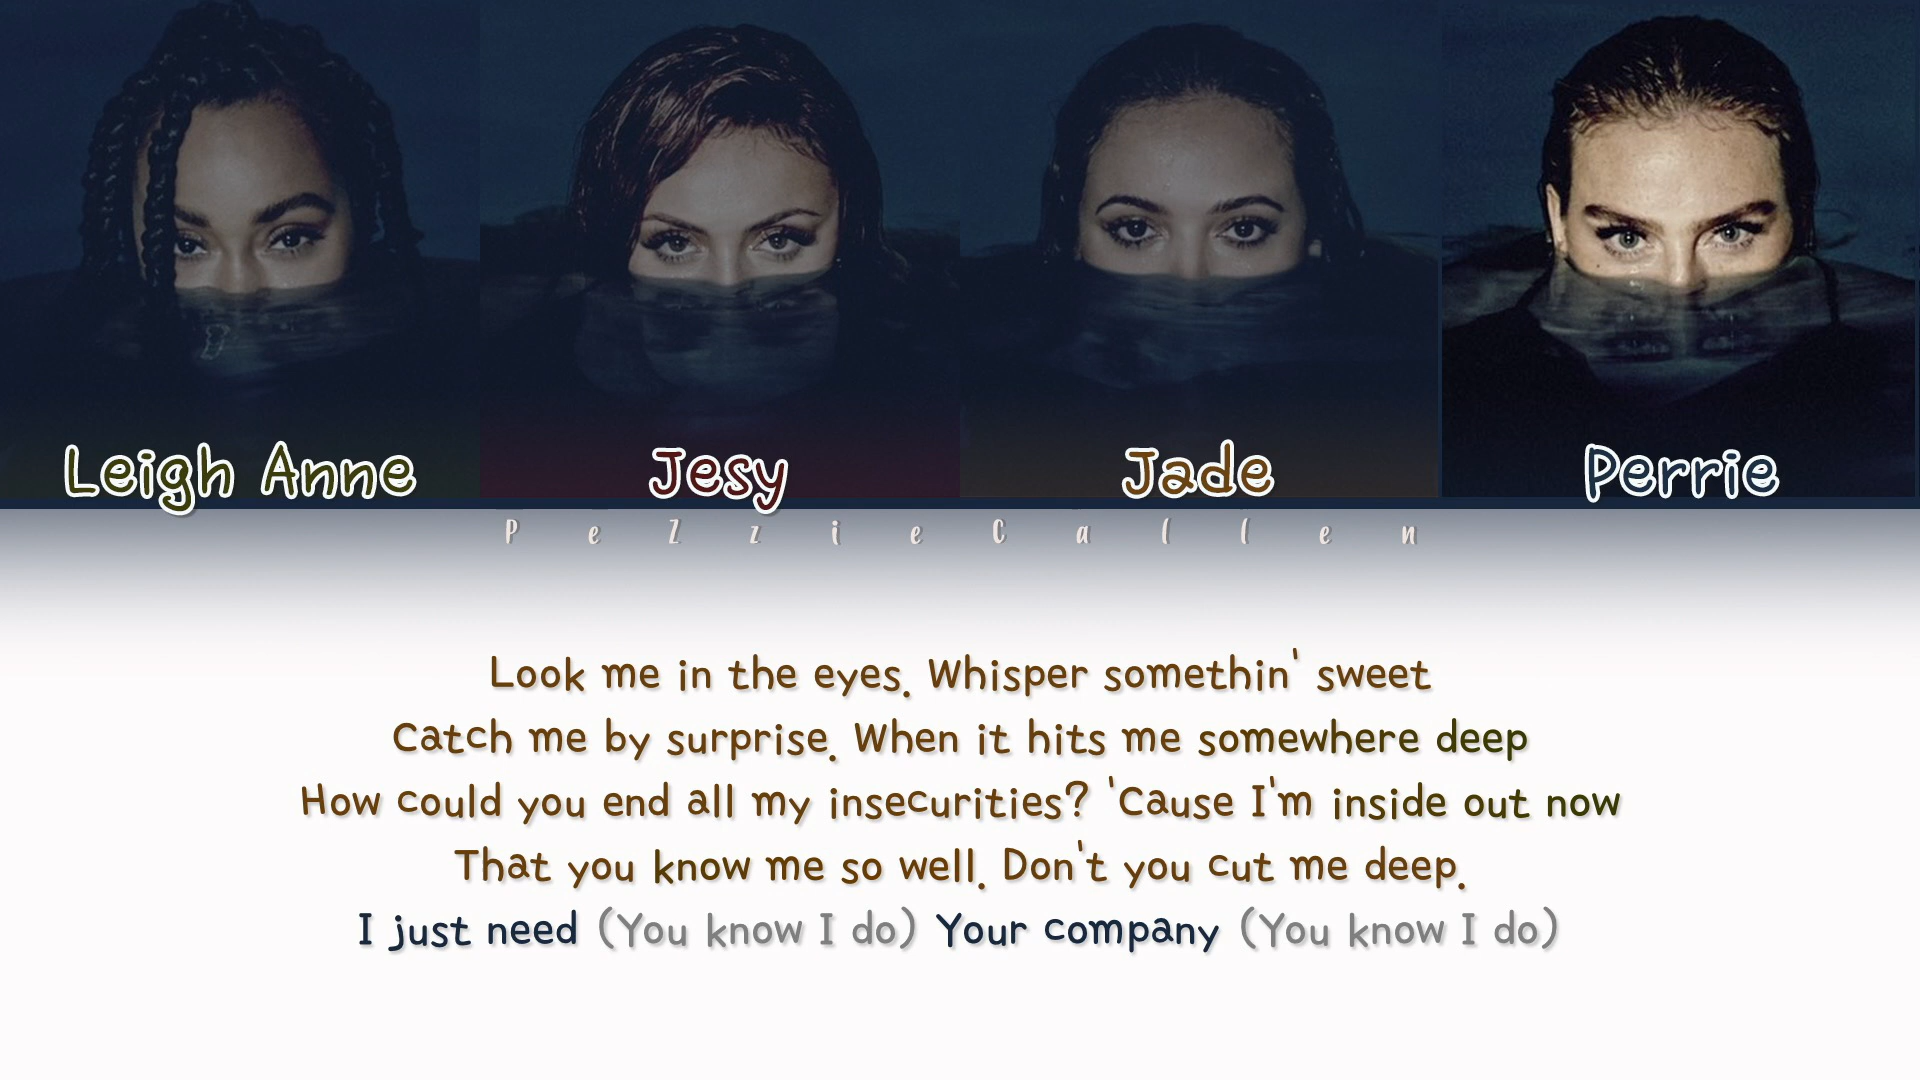 Leigh Anne
Jesy
Jade
Perrie
PeZzieCallen
Look me in the eyes. Whisper somethin' sweet
Catch me by surprise. When it hits me somewhere deep
How could you end all my insecurities? 'Cause I'm inside out now
That you know me so well. Don't you cut me deep.
I just need (You know I do) Your company (You know I do)